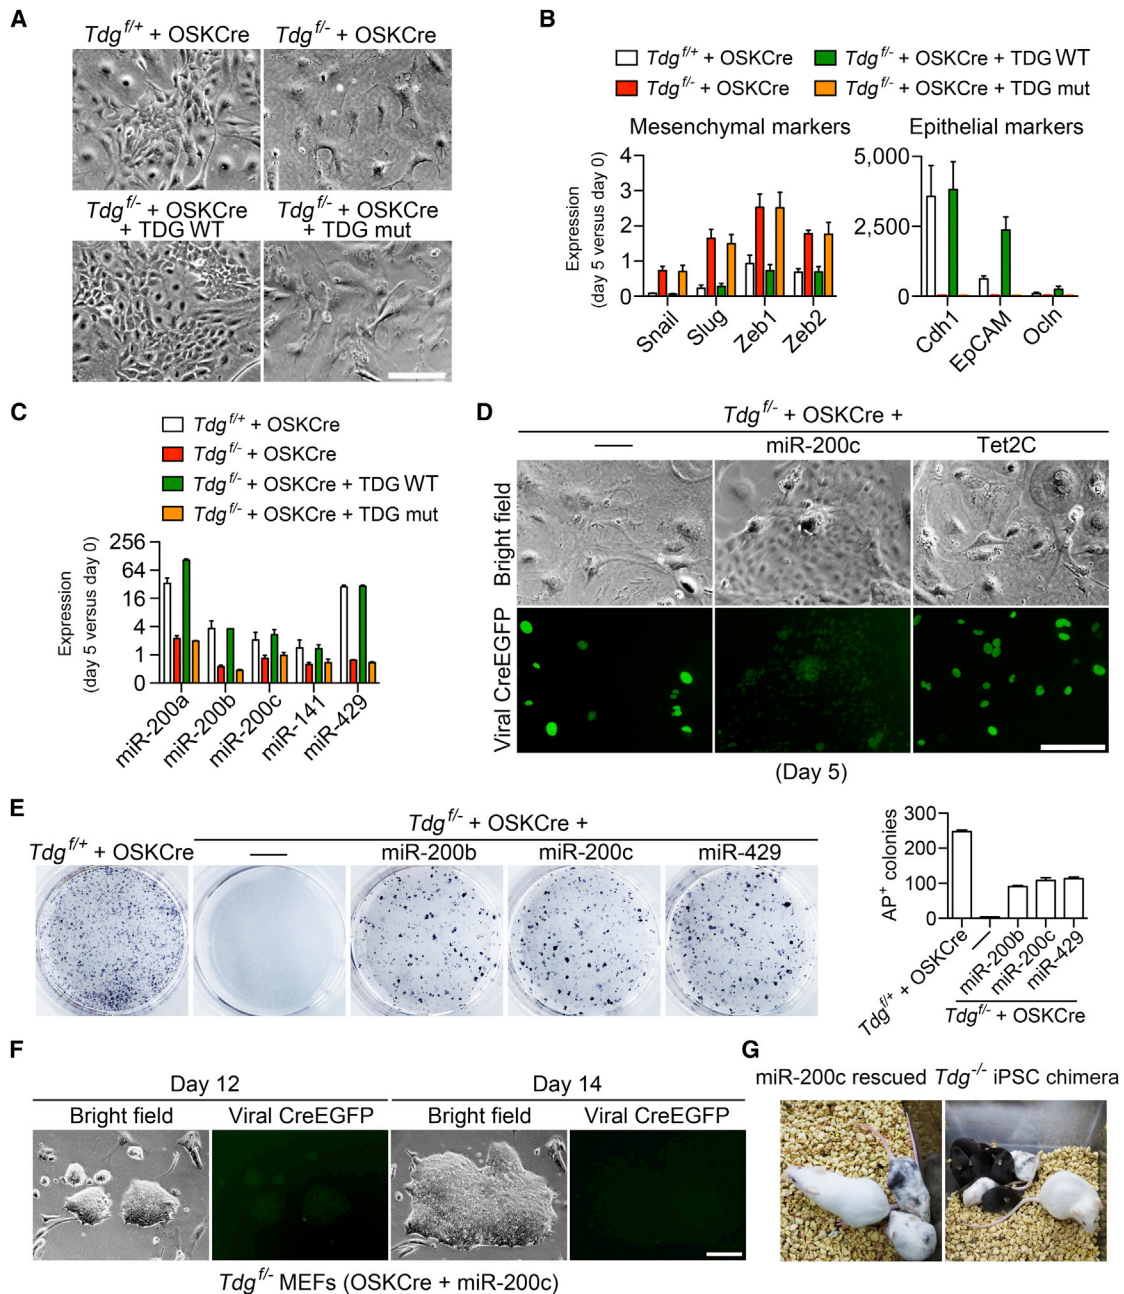 A
Tdg f/+ + OSKCre
Tdg f/- + OSKCre
Tdg f/- + OSKCre
+ TDG WT
Tdg f/- + OSKCre
+ TDG mut
B
Tdg f/+ + OSKCre
Tdg f/- + OSKCre
Tdg f/- + OSKCre + TDG WT
Tdg f/- + OSKCre + TDG mut
Mesenchymal markers
Expression
(day 5 versus day 0)
4
3
2
1
0
Snail
Slug
Zeb1
Zeb2
Epithelial markers
5,000
2,500
0
Cdh1
EpCAM
Ocln
C
Tdg f/+ + OSKCre
Tdg f/- + OSKCre
Tdg f/- + OSKCre + TDG WT
Tdg f/- + OSKCre + TDG mut
Expression
(day 5 versus day 0)
256
64
16
4
1
0
miR-200a
miR-200b
miR-200c
miR-141
miR-429
D
Tdg f/- + OSKCre +
—
miR-200c
Tet2C
Bright field
Viral CreEGFP
(Day 5)
E
Tdg f/- + OSKCre +
Tdg f/+ + OSKCre
—
miR-200b
miR-200c
miR-429
AP+ colonies
300
200
100
0
Tdg f/+ + OSKCre
—
miR-200b
miR-200c
miR-429
Tdg f/- + OSKCre
F
Day 12
Day 14
Bright field
Viral CreEGFP
Bright field
Viral CreEGFP
Tdg f/- MEFs (OSKCre + miR-200c)
G
miR-200c rescued Tdg -/- iPSC chimera